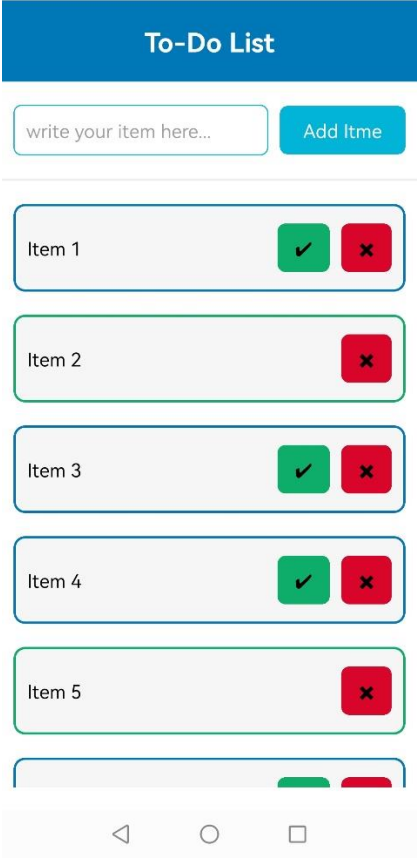 To-Do List
write your item here...
Add Itme
Item 1
✔ ✖
Item 2
✖
Item 3
✔ ✖
Item 4
✔ ✖
Item 5
✖